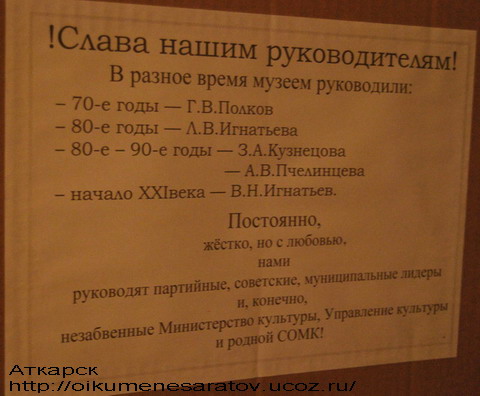 !Слава нашим руководителям!
В разное время музеем руководили:
– 70-е годы — Г.В.Полков
– 80-е годы — Л.В.Игнатьева
– 80-е – 90-е годы — З.А.Кузнецова
— А.В.Пчелинцева
– начало XXIвека — В.Н.Игнатьев.
Постоянно,
жёстко, но с любовью,
нами
руководят партийные, советские, муниципальные лидеры
и, конечно,
незабвенные Министерство культуры, Управление культуры
и родной СОМК!
Аткарск
http://oikumenesaratov.ucoz.ru/